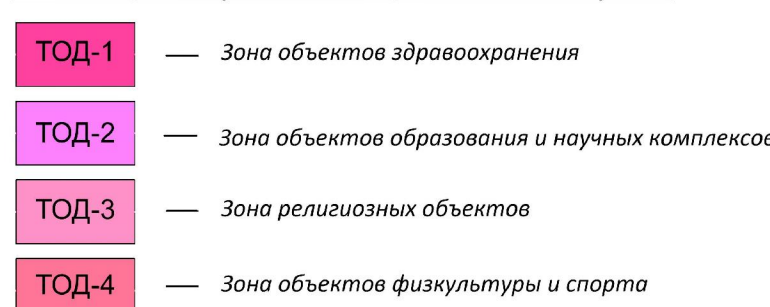 ТОД-1 — Зона объектов здравоохранения
ТОД-2 — Зона объектов образования и научных комплексов
ТОД-3 — Зона религиозных объектов
ТОД-4 — Зона объектов физкультуры и спорта